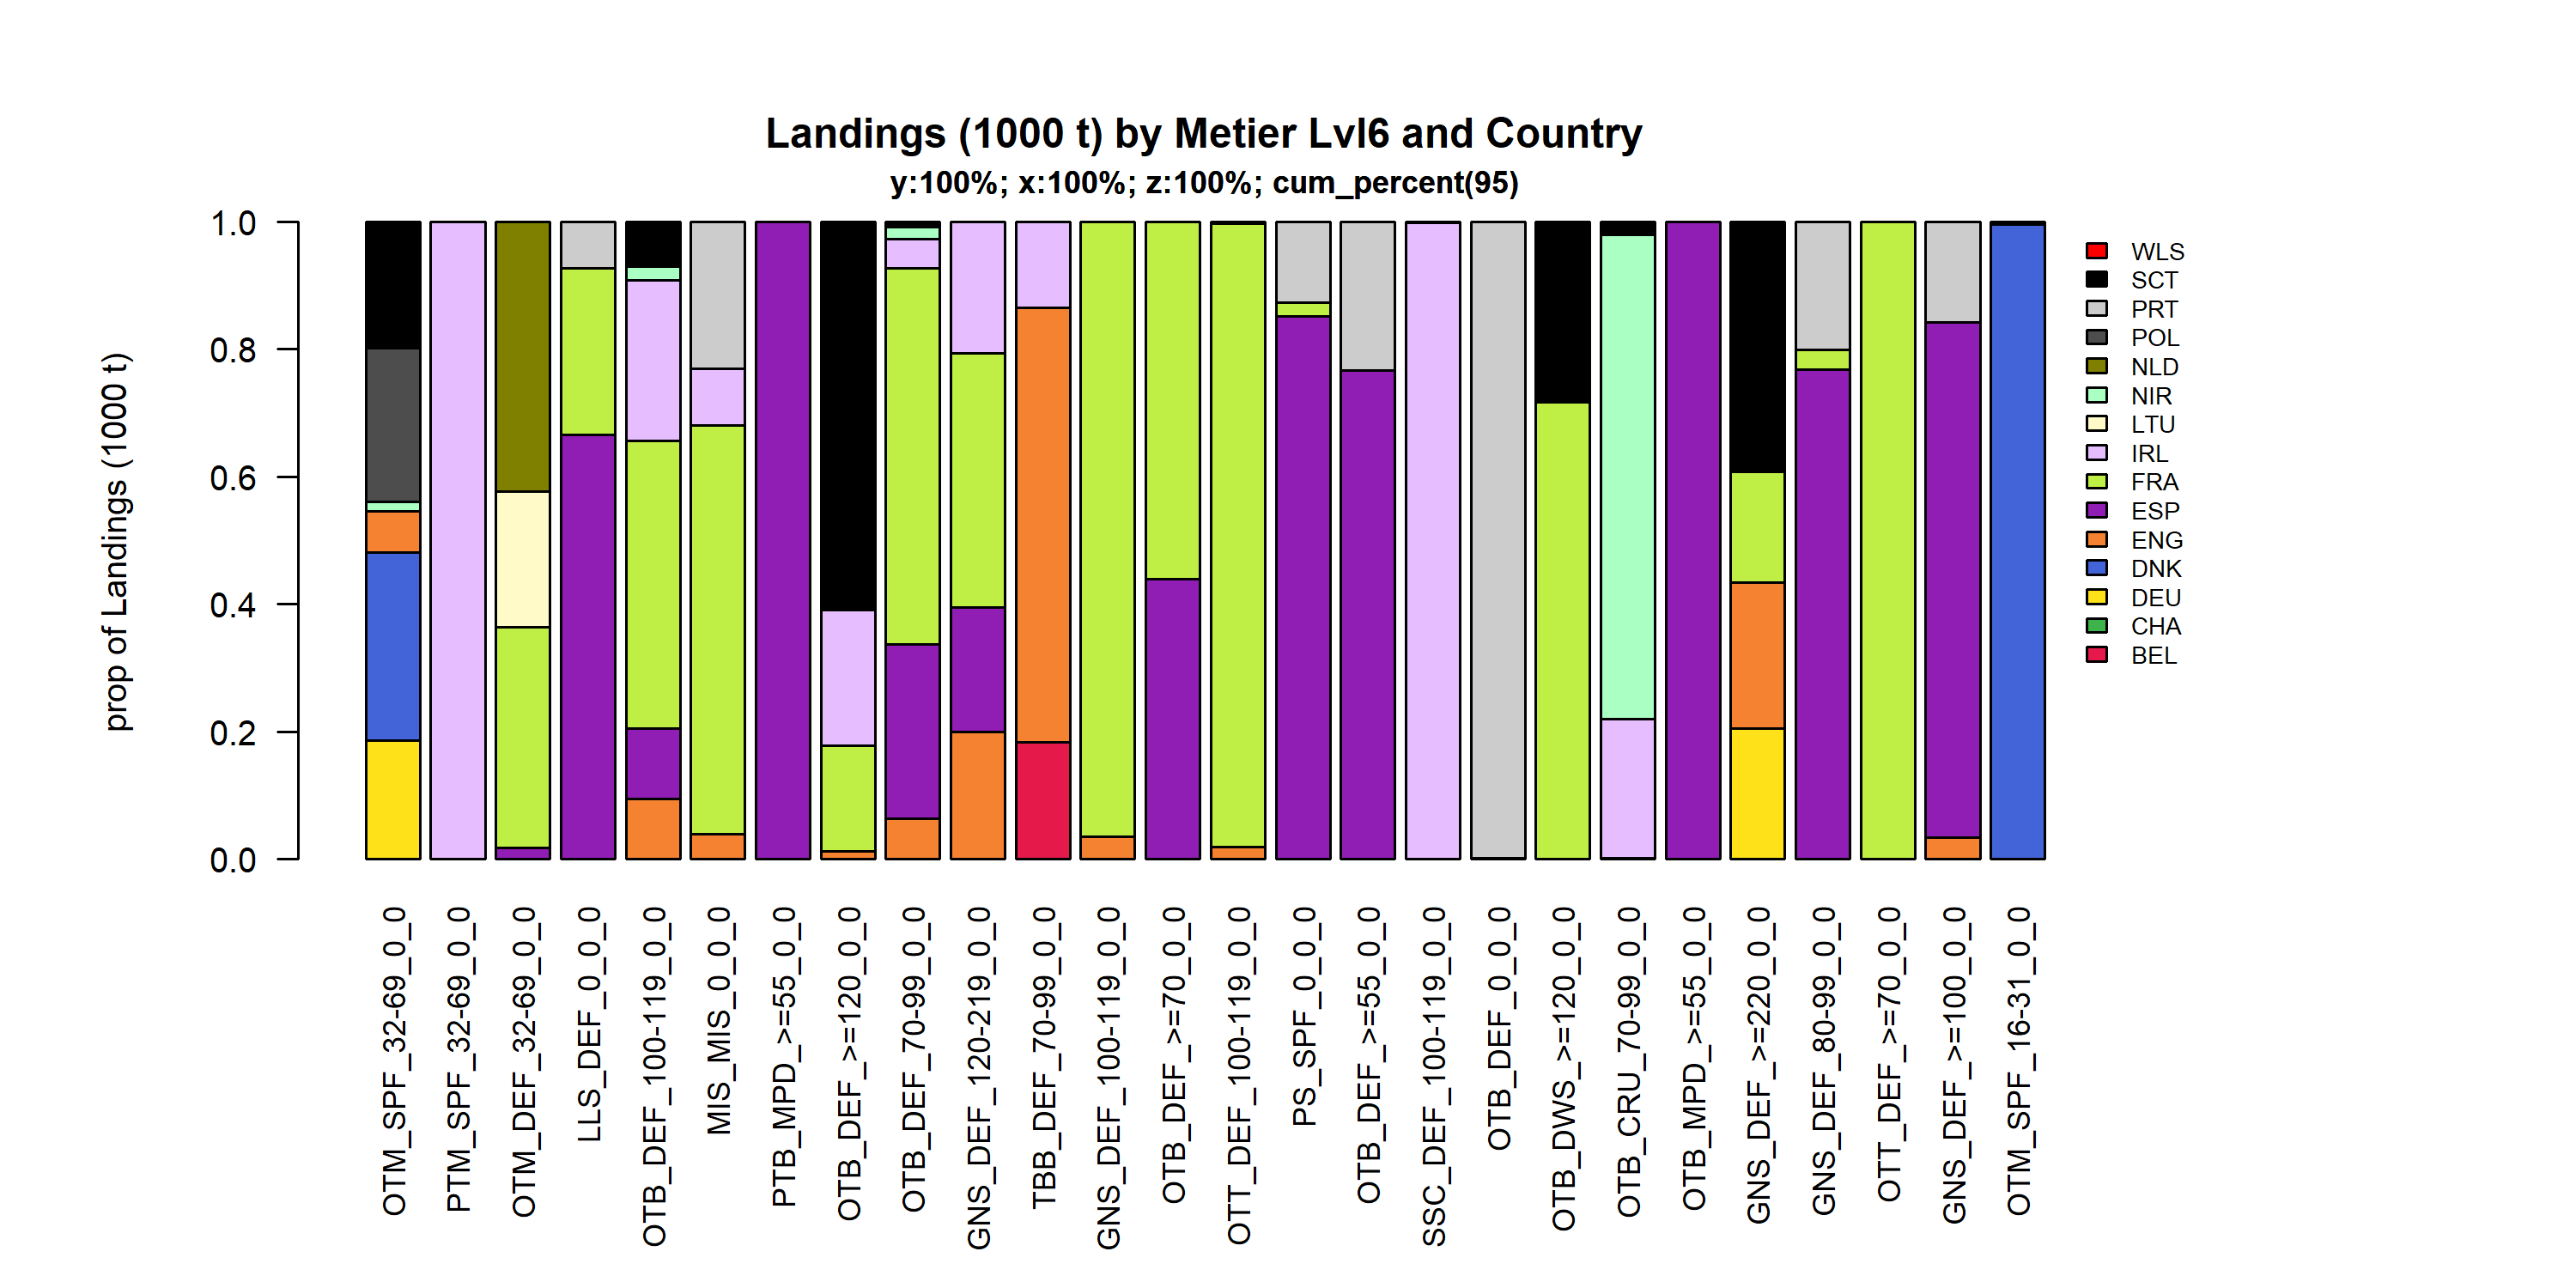 Landings (1000 t) by Metier Lvl6 and Country
y:100%; x:100%; z:100%; cum_percent(95)
prop of Landings (1000 t)
1.0
0.8
0.6
0.4
0.2
0.0
OTM_SPF_32-69_0_0
PTM_SPF_32-69_0_0
OTM_DEF_32-69_0_0
LLS_DEF_0_0_0
OTB_DEF_100-119_0_0
MIS_MIS_0_0_0
PTB_MPD_>=55_0_0
OTB_DEF_>=120_0_0
OTB_DEF_70-99_0_0
GNS_DEF_120-219_0_0
TBB_DEF_70-99_0_0
GNS_DEF_100-119_0_0
OTB_DEF_>=70_0_0
OTT_DEF_100-119_0_0
PS_SPF_0_0_0
OTB_DEF_>=55_0_0
SSC_DEF_100-119_0_0
OTB_DEF_0_0_0
OTB_DWS_>=120_0_0
OTB_CRU_70-99_0_0
OTB_MPD_>=55_0_0
GNS_DEF_>=220_0_0
GNS_DEF_80-99_0_0
OTT_DEF_>=70_0_0
GNS_DEF_>=100_0_0
OTM_SPF_16-31_0_0
WLS
SCT
PRT
POL
NLD
NIR
LTU
IRL
FRA
ESP
ENG
DNK
DEU
CHA
BEL